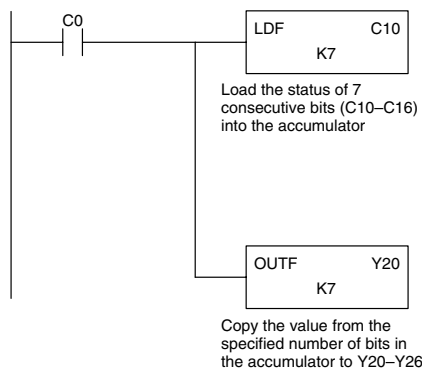 C0
LDF C10
K7
Load the status of 7
consecutive bits (C10–C16)
into the accumulator
OUTF Y20
K7
Copy the value from the
specified number of bits in
the accumulator to Y20–Y26